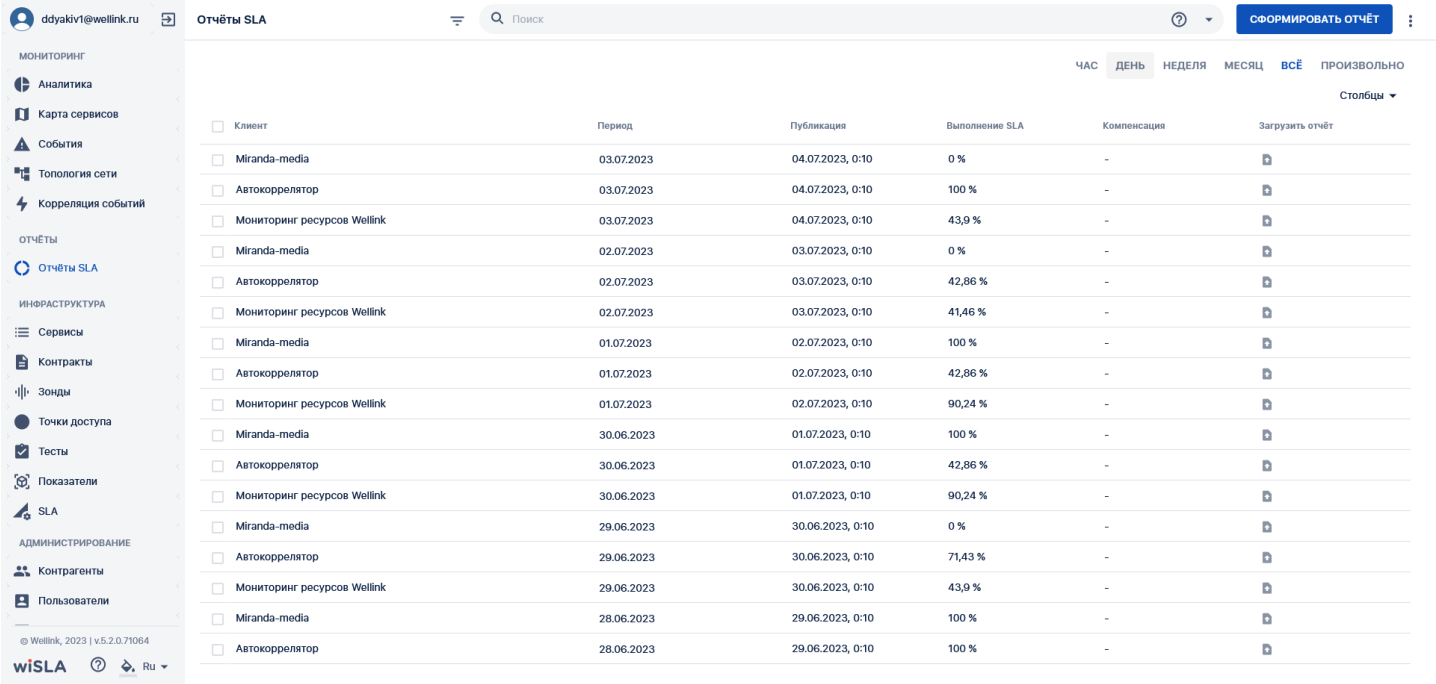 ddyakiv1@wellink.ru
МОНИТОРИНГ
Аналитика
Карта сервисов
События
Топология сети
Корреляция событий
ОТЧЁТЫ
Отчёты SLA
ИНФРАСТРУКТУРА
Сервисы
Контракты
Зонды
Точки доступа
Тесты
Показатели
SLA
АДМИНИСТРИРОВАНИЕ
Контрагенты
Пользователи
© Wellink, 2023 | v.5.2.0.71064
wiSLA Ru
Отчёты SLA Поиск СФОРМИРОВАТЬ ОТЧЁТ
ЧАС ДЕНЬ НЕДЕЛЯ МЕСЯЦ ВСЁ ПРОИЗВОЛЬНО
Столбцы
Клиент Период Публикация Выполнение SLA Компенсация Загрузить отчёт
Miranda-media 03.07.2023 04.07.2023, 0:10 0 % -
Автокоррелятор 03.07.2023 04.07.2023, 0:10 100 % -
Мониторинг ресурсов Wellink 03.07.2023 04.07.2023, 0:10 43,9 % -
Miranda-media 02.07.2023 03.07.2023, 0:10 0 % -
Автокоррелятор 02.07.2023 03.07.2023, 0:10 42,86 % -
Мониторинг ресурсов Wellink 02.07.2023 03.07.2023, 0:10 41,46 % -
Miranda-media 01.07.2023 02.07.2023, 0:10 100 % -
Автокоррелятор 01.07.2023 02.07.2023, 0:10 42,86 % -
Мониторинг ресурсов Wellink 01.07.2023 02.07.2023, 0:10 90,24 % -
Miranda-media 30.06.2023 01.07.2023, 0:10 100 % -
Автокоррелятор 30.06.2023 01.07.2023, 0:10 42,86 % -
Мониторинг ресурсов Wellink 30.06.2023 01.07.2023, 0:10 90,24 % -
Miranda-media 29.06.2023 30.06.2023, 0:10 0 % -
Автокоррелятор 29.06.2023 30.06.2023, 0:10 71,43 % -
Мониторинг ресурсов Wellink 29.06.2023 30.06.2023, 0:10 43,9 % -
Miranda-media 28.06.2023 29.06.2023, 0:10 100 % -
Автокоррелятор 28.06.2023 29.06.2023, 0:10 100 % -